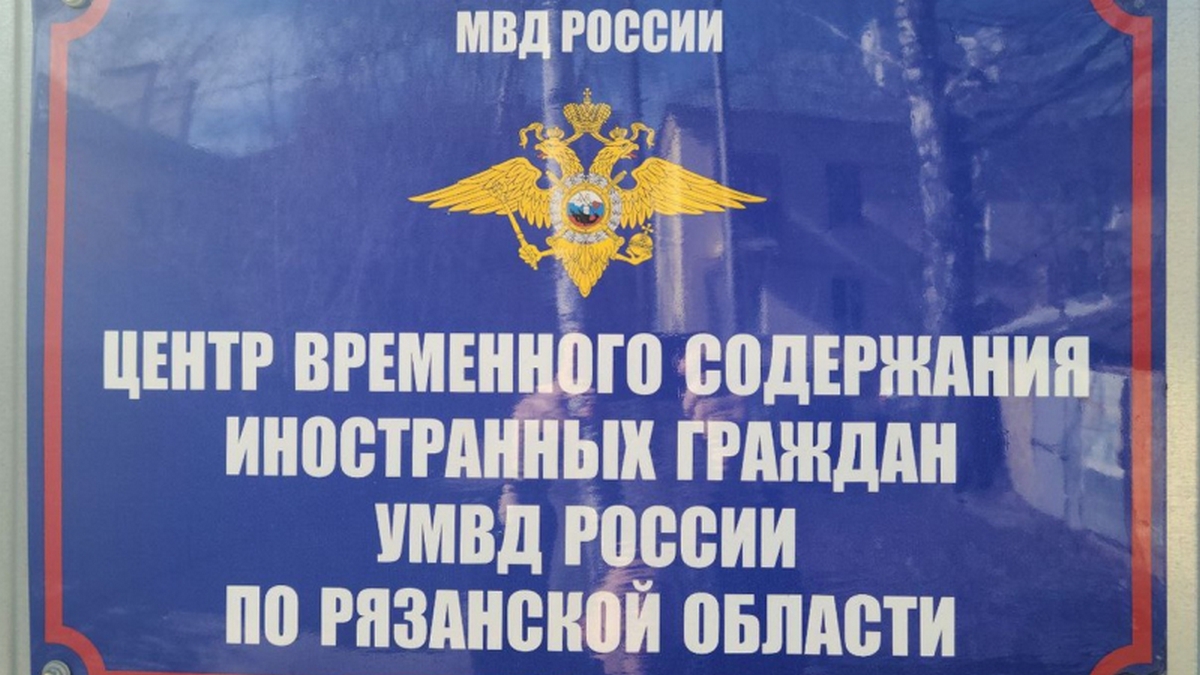 МВД РОССИИ
ЦЕНТР ВРЕМЕННОГО СОДЕРЖАНИЯ
ИНОСТРАННЫХ ГРАЖДАН
УМВД РОССИИ
ПО РЯЗАНСКОЙ ОБЛАСТИ